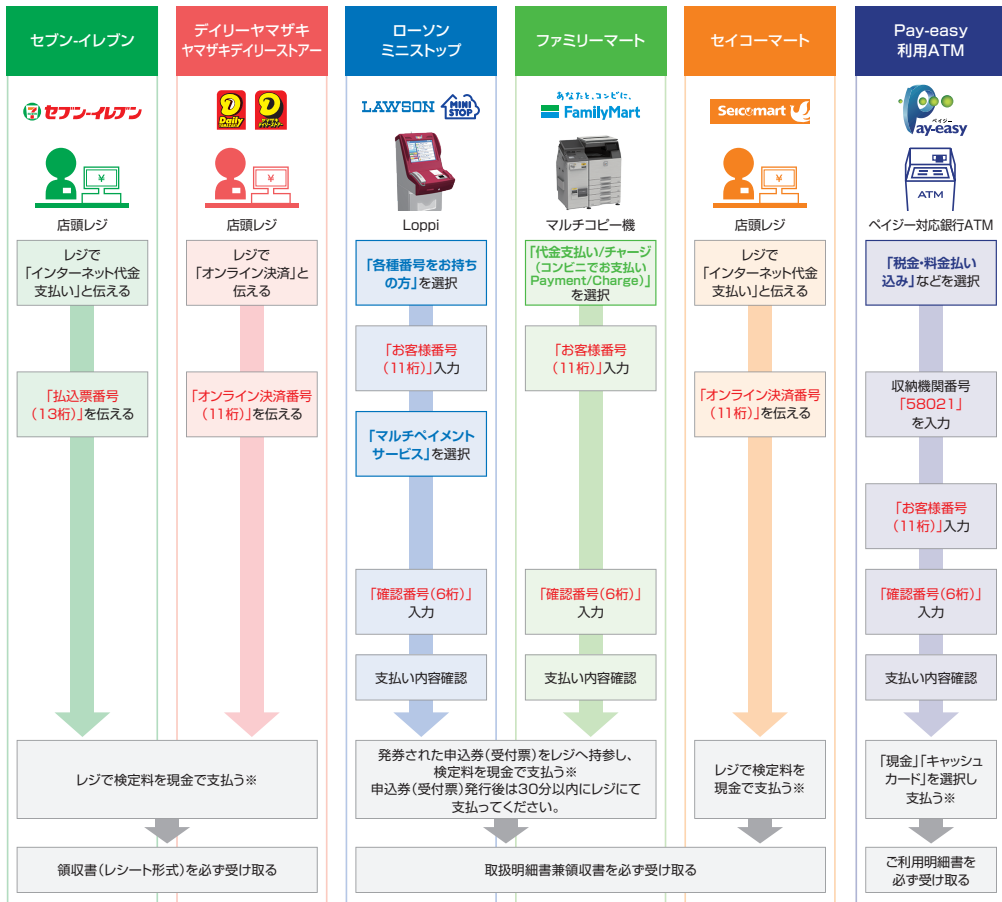 セブン-イレブン
デイリーヤマザキ
ヤマザキデイリーストアー
ローソン
ミニストップ
ファミリーマート
セイコーマート
Pay-easy
利用ATM
セブン-イレブン
Daily
LAWSON
MINI
STOP
あなたと、コンビに、
FamilyMart
Seicomart
ペイジー
Pay-easy
¥
¥
¥
ATM
店頭レジ
店頭レジ
Loppi
マルチコピー機
店頭レジ
ペイジー対応銀行ATM
レジで
「インターネット代金
支払い」と伝える
「払込票番号
(13桁)」を伝える
レジで
「オンライン決済」と
伝える
「オンライン決済番号
(11桁)」を伝える
レジで検定料を現金で支払う※
領収書(レシート形式)を必ず受け取る
「各種番号をお持ち
の方」を選択
「お客様番号
(11桁)」入力
「マルチペイメント
サービス」を選択
「確認番号(6桁)」
入力
支払い内容確認
「代金支払い/チャージ
(コンビニでお支払い
Payment/Charge)」
を選択
「お客様番号
(11桁)」入力
「確認番号(6桁)」
入力
支払い内容確認
発券された申込券(受付票)をレジへ持参し、
検定料を現金で支払う※
申込券(受付票)発行後は30分以内にレジにて
支払ってください。
レジで
「インターネット代金
支払い」と伝える
「オンライン決済番号
(11桁)」を伝える
レジで検定料を
現金で支払う※
取扱明細書兼領収書を必ず受け取る
「税金・料金払い
込み」などを選択
収納機関番号
「58021」
を入力
「お客様番号
(11桁)」入力
「確認番号(6桁)」
入力
支払い内容確認
「現金」「キャッシュ
カード」を選択し
支払う※
ご利用明細書を
必ず受け取る